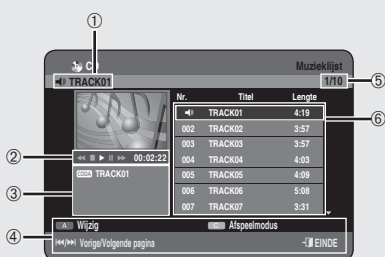 ①
CD
Muzieklijst
TRACK01
1/10
⑤
Nr. Titel Lengte
TRACK01 4:19
⑥
002 TRACK02 3:57
003 TRACK03 3:57
004 TRACK04 4:03
005 TRACK05 4:09
006 TRACK06 5:08
007 TRACK07 3:31
②
00:02:22
③
CDDA TRACK01
④
A Wijzig
C Afspeelmodus
Vorige/Volgende pagina
EINDE